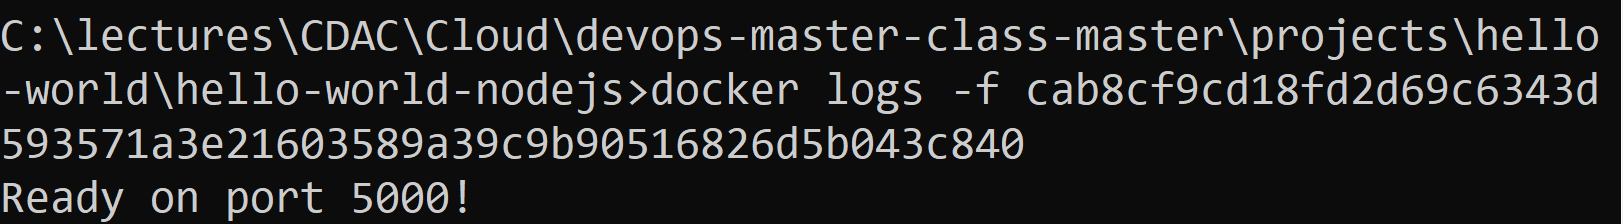 C:\lectures\CDAC\Cloud\devops-master-class-master\projects\hello
-world\hello-world-nodejs>docker logs -f cab8cf9cd18fd2d69c6343d
593571a3e21603589a39c9b90516826d5b043c840
Ready on port 5000!